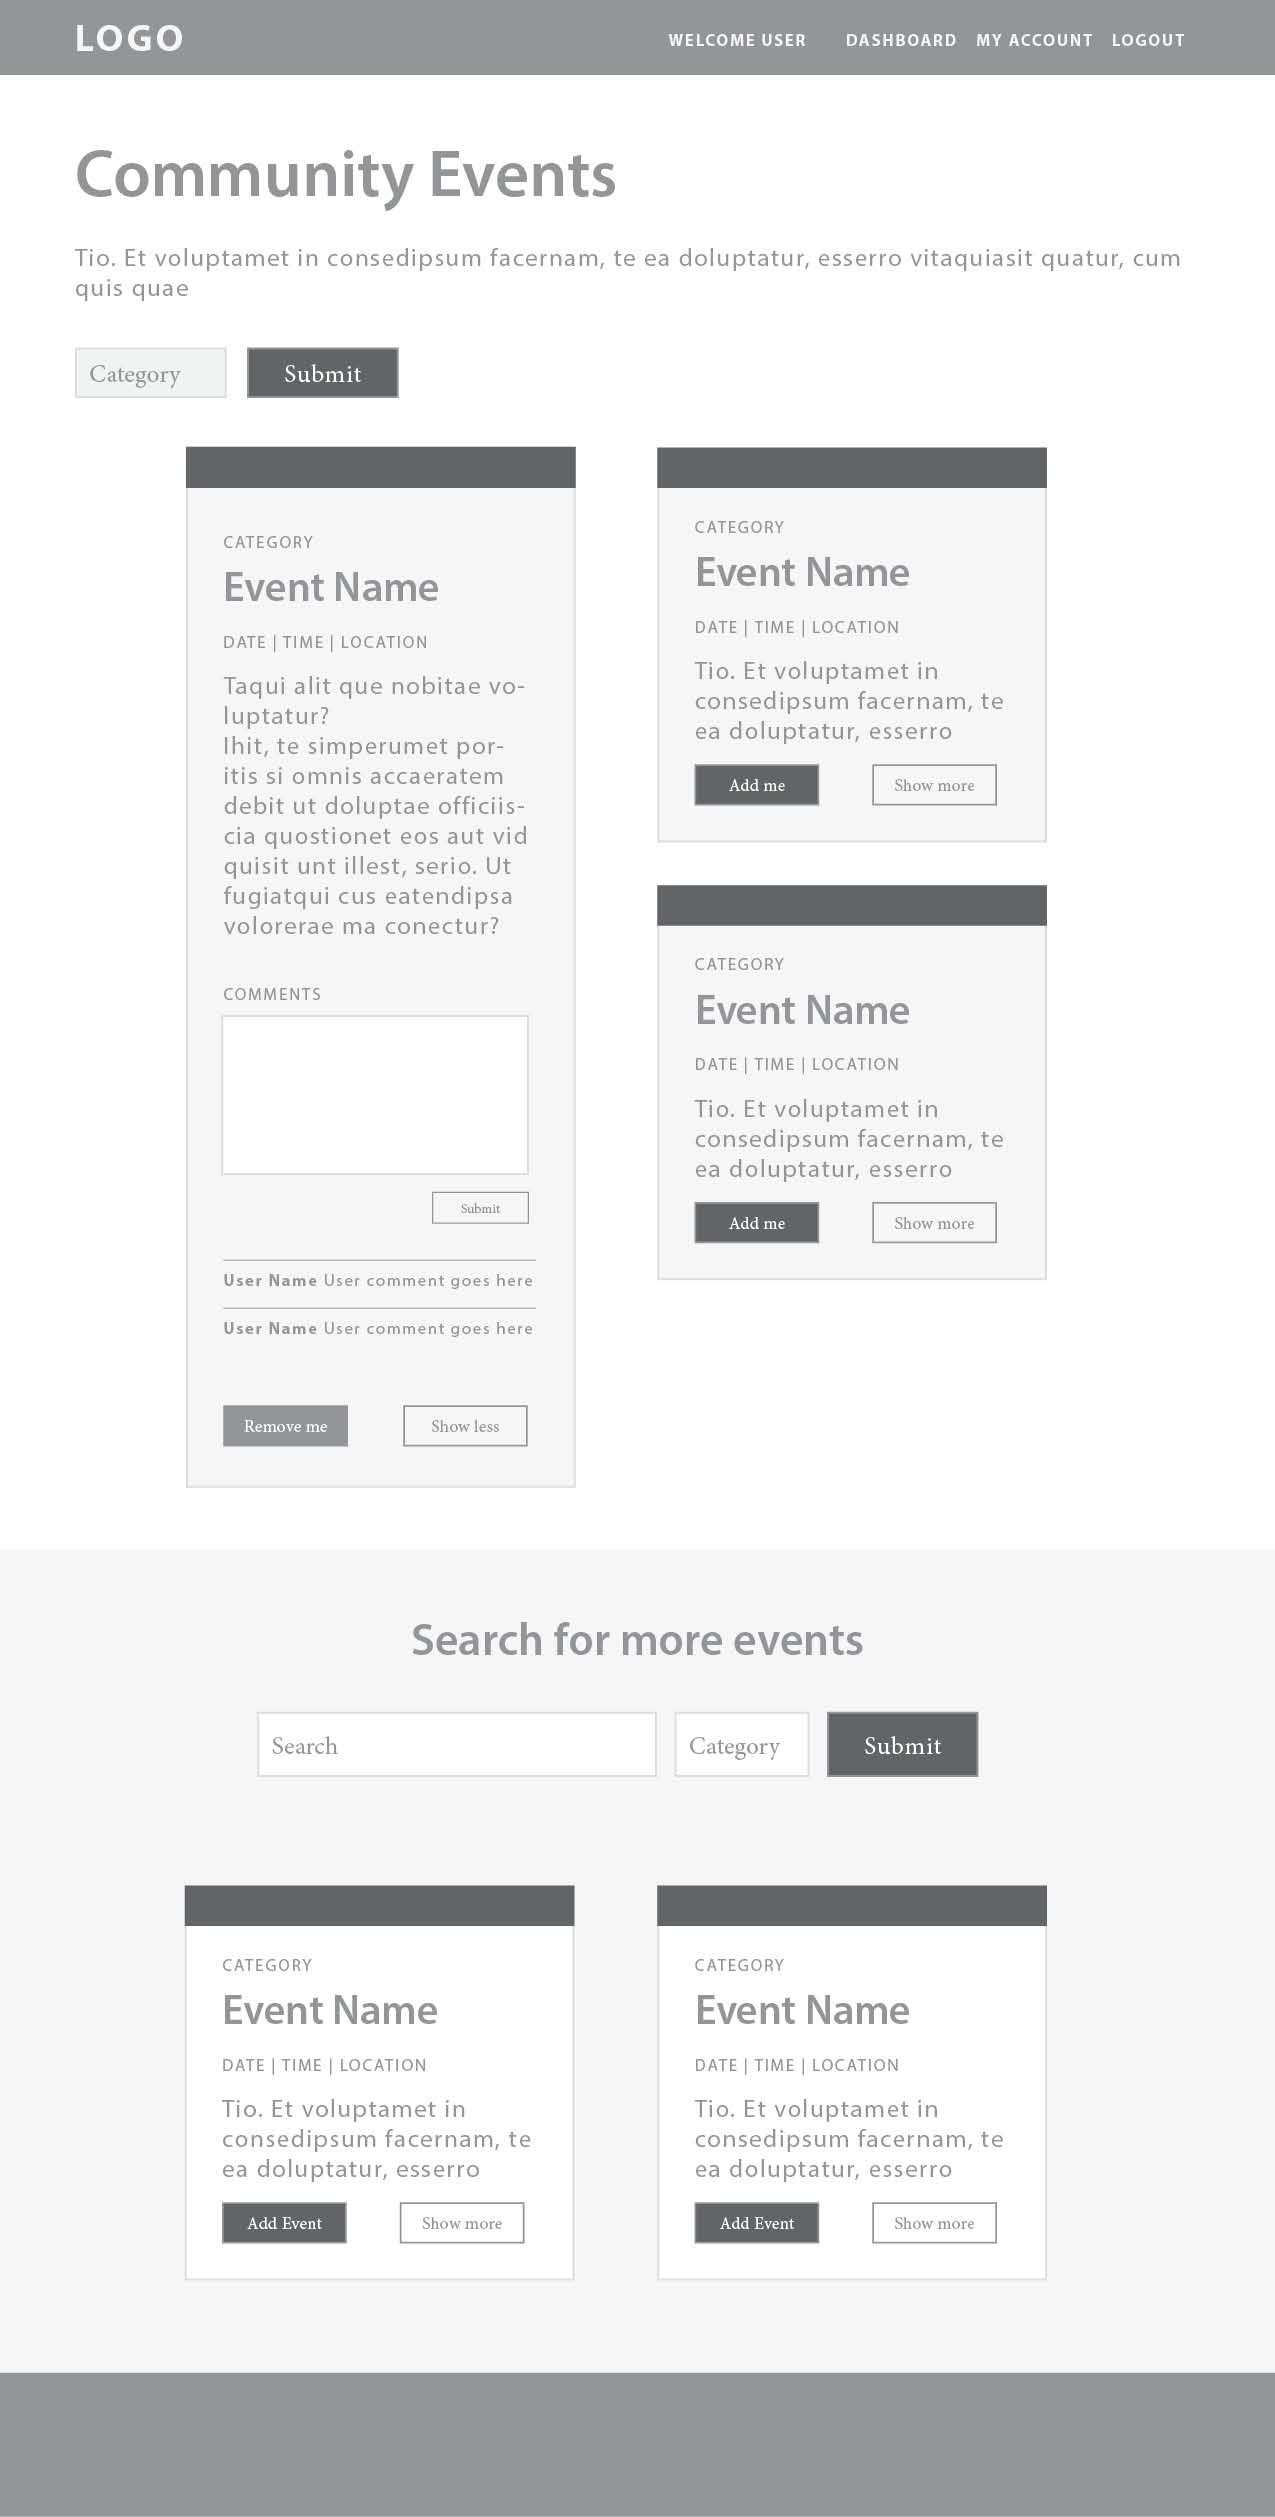 LOGO
WELCOME USER DASHBOARD MY ACCOUNT LOGOUT
Community Events
Tio. Et voluptamet in consedipsum facernam, te ea doluptatur, esserro vitaquiasit quatur, cum
quis quae
Category
Submit
CATEGORY
Event Name
DATE | TIME | LOCATION
Taqui alit que nobitae vo-
luptatur?
Ihit, te simperumet por-
itis si omnis accaeratem
debit ut doluptae officiis-
cia quostionet eos aut vid
quisit unt illest, serio. Ut
fugiatqui cus eatendipsa
volorerae ma conectur?
COMMENTS
Submit
User Name User comment goes here
User Name User comment goes here
Remove me
Show less
CATEGORY
Event Name
DATE | TIME | LOCATION
Tio. Et voluptamet in
consedipsum facernam, te
ea doluptatur, esserro
Add me
Show more
CATEGORY
Event Name
DATE | TIME | LOCATION
Tio. Et voluptamet in
consedipsum facernam, te
ea doluptatur, esserro
Add me
Show more
Search for more events
Search
Category
Submit
CATEGORY
Event Name
DATE | TIME | LOCATION
Tio. Et voluptamet in
consedipsum facernam, te
ea doluptatur, esserro
Add Event
Show more
CATEGORY
Event Name
DATE | TIME | LOCATION
Tio. Et voluptamet in
consedipsum facernam, te
ea doluptatur, esserro
Add Event
Show more